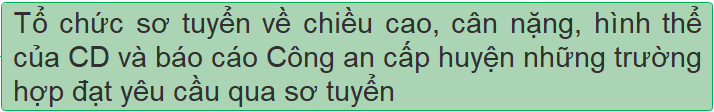 Tổ chức sơ tuyển về chiều cao, cân nặng, hình thể
của CD và báo cáo Công an cấp huyện những trường
hợp đạt yêu cầu qua sơ tuyển